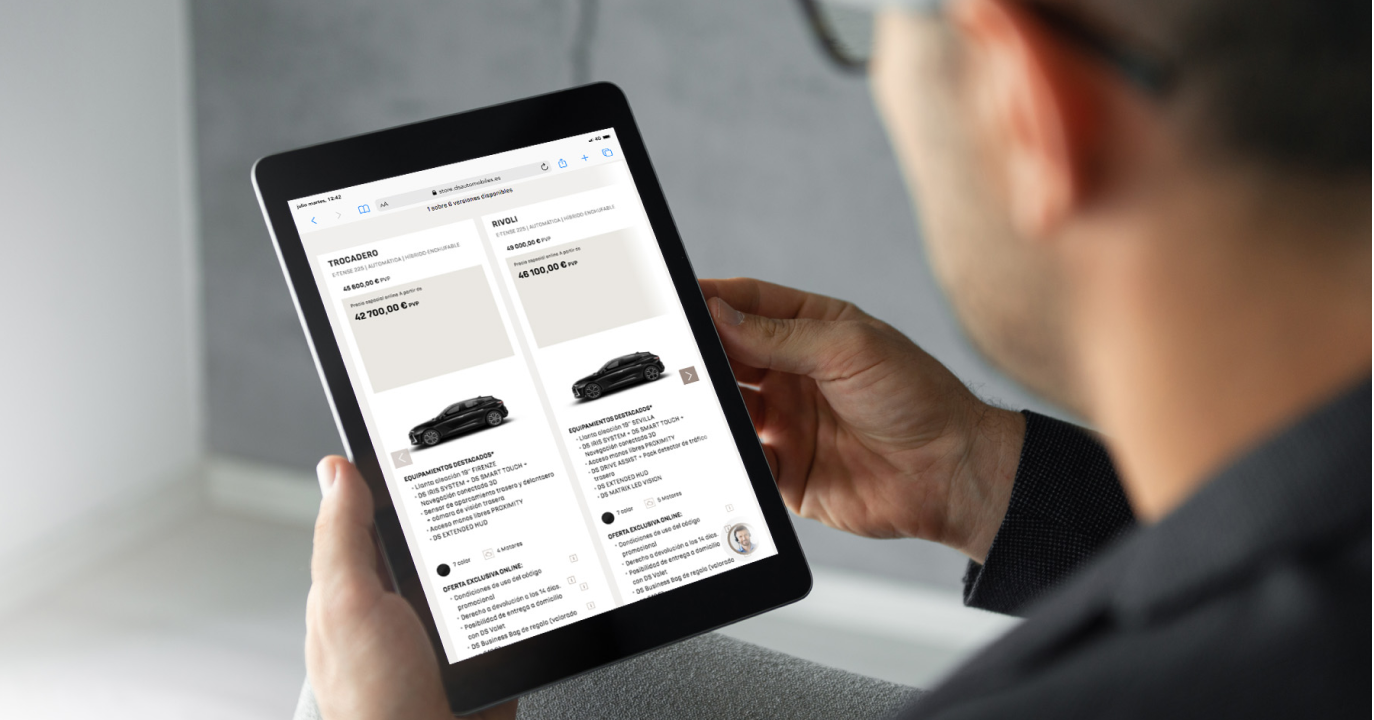 julio martes, 12:42
4G
AA
store.dsautomobiles.es
1 sobre 6 versiones disponibles
TROCADERO
E-TENSE 225 | AUTOMÁTICA | HÍBRIDO ENCHUFABLE
45 600,00 € PVP
Precio especial online A partir de
42 700,00 € PVP
EQUIPAMIENTOS DESTACADOS*
- Llanta aleación 19" FIRENZE
- DS IRIS SYSTEM + DS SMART TOUCH +
Navegación conectada 3D
- Sensor de aparcamiento trasero y delantero
+ cámara de visión trasera
- Acceso manos libres PROXIMITY
- DS EXTENDED HUD
7 color
4 Motores
OFERTA EXCLUSIVA ONLINE:
- Condiciones de uso del código
promocional
- Derecho a devolución a los 14 días.
- Posibilidad de entrega a domicilio
con DS Valet
- DS Business Bag de regalo (valorado
RIVOLI
E-TENSE 225 | AUTOMÁTICA | HÍBRIDO ENCHUFABLE
49 000,00 € PVP
Precio especial online A partir de
46 100,00 € PVP
EQUIPAMIENTOS DESTACADOS*
- Llanta aleación 19" SEVILLA
- DS IRIS SYSTEM + DS SMART TOUCH +
Navegación conectada 3D
- Acceso manos libres PROXIMITY
- DS DRIVE ASSIST + Pack detector de tráfico
trasero
- DS EXTENDED HUD
- DS MATRIX LED VISION
7 color
5 Motores
OFERTA EXCLUSIVA ONLINE:
- Condiciones de uso del código
promocional
- Derecho a devolución a los 14 días.
- Posibilidad de entrega a domicilio
con DS Valet
- DS Business Bag de regalo (valorado